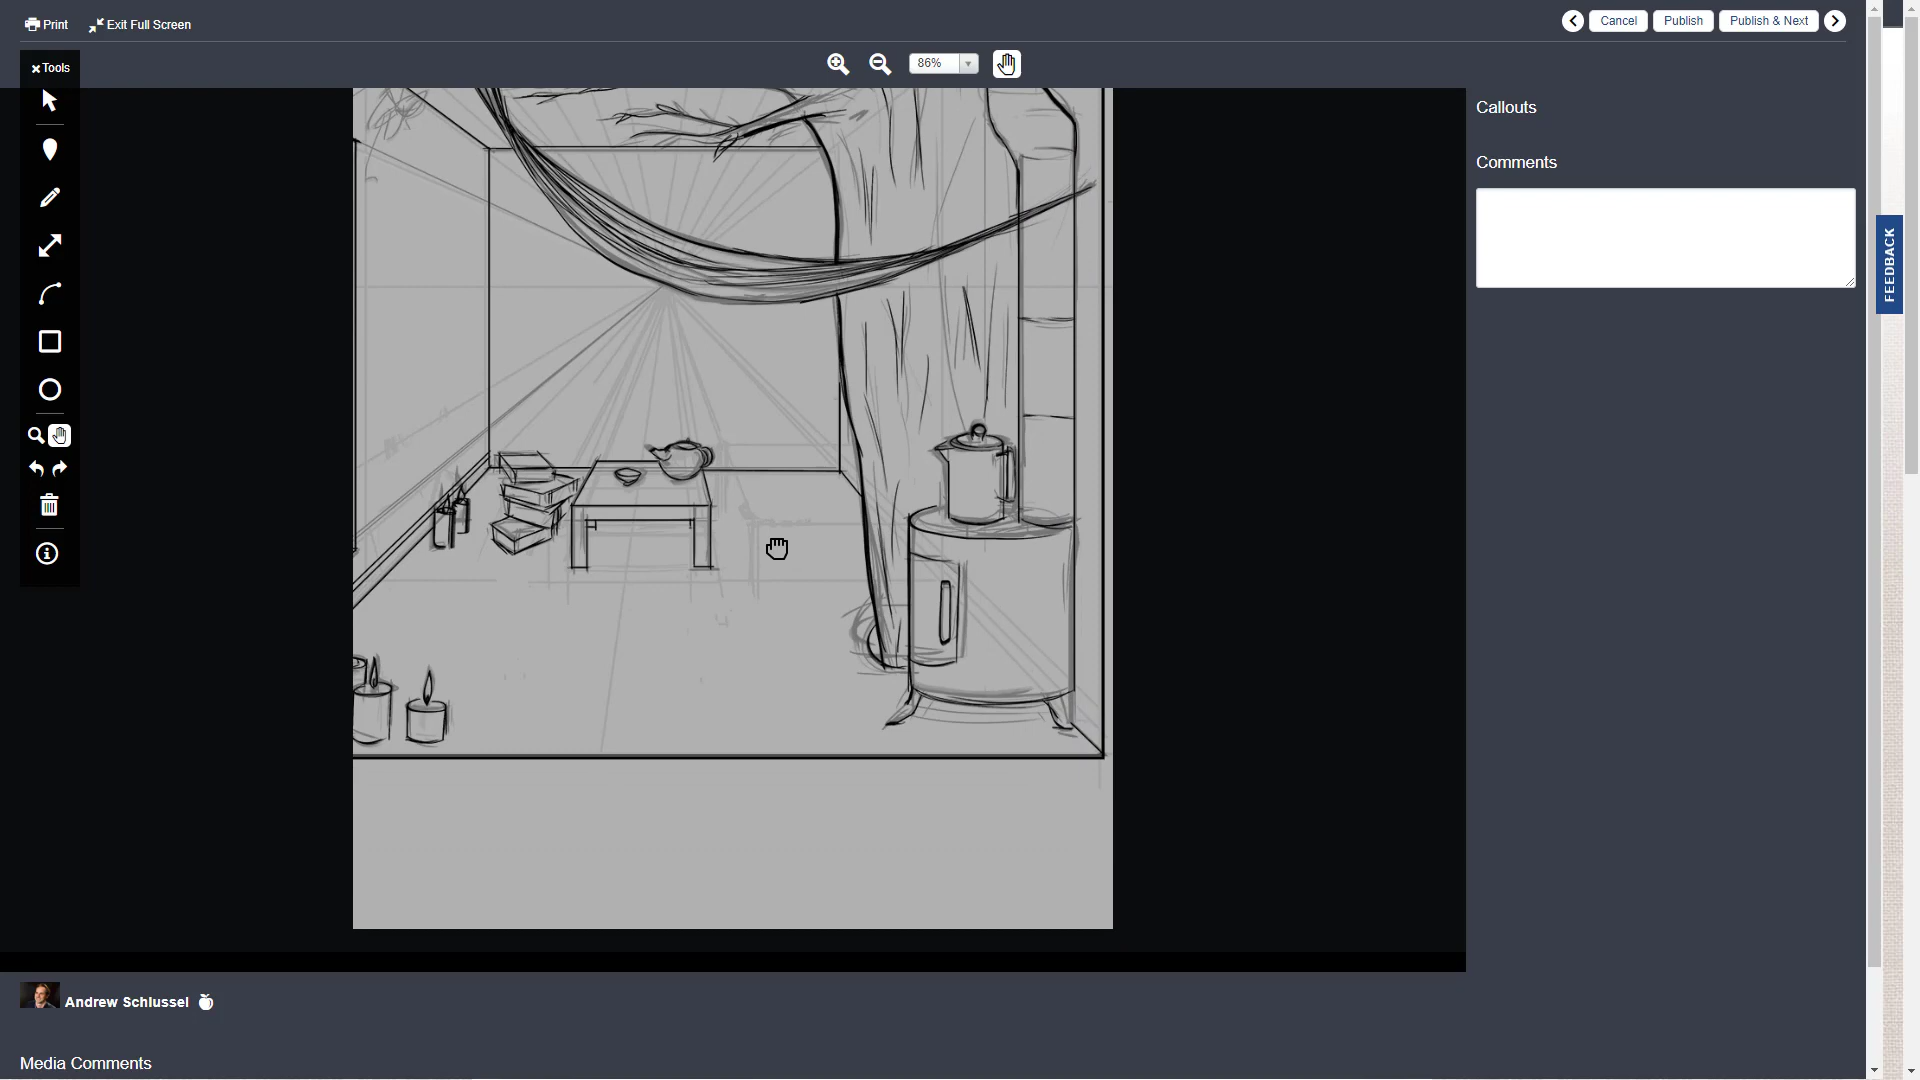 Print
Exit Full Screen
Cancel
Publish
Publish & Next
Tools
86%
Callouts
Comments
FEEDBACK
Andrew Schlussel
Media Comments